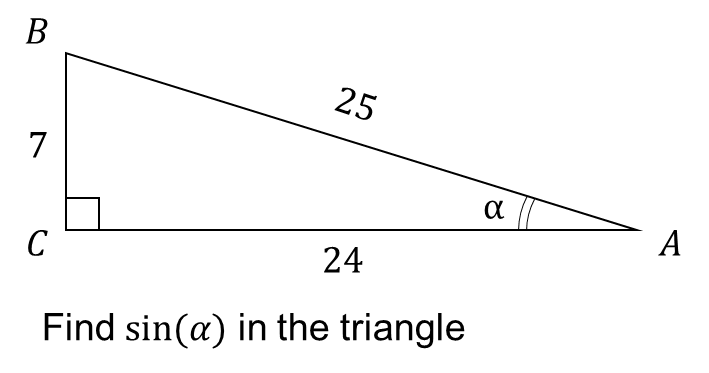 B
25
7
α
C
A
24
Find sin(α) in the triangle